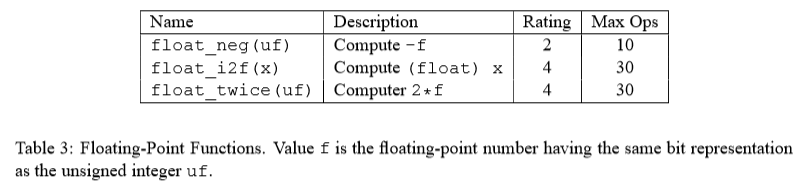 Name Description Rating Max Ops
float_neg(uf) Compute -f 2 10
float_i2f(x) Compute (float) x 4 30
float_twice(uf) Computer 2*f 4 30
Table 3: Floating-Point Functions. Value f is the floating-point number having the same bit representation
as the unsigned integer uf.